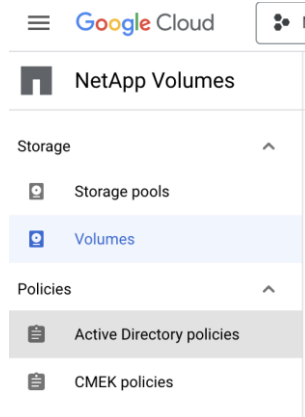 Google Cloud
NetApp Volumes
Storage
Storage pools
Volumes
Policies
Active Directory policies
CMEK policies